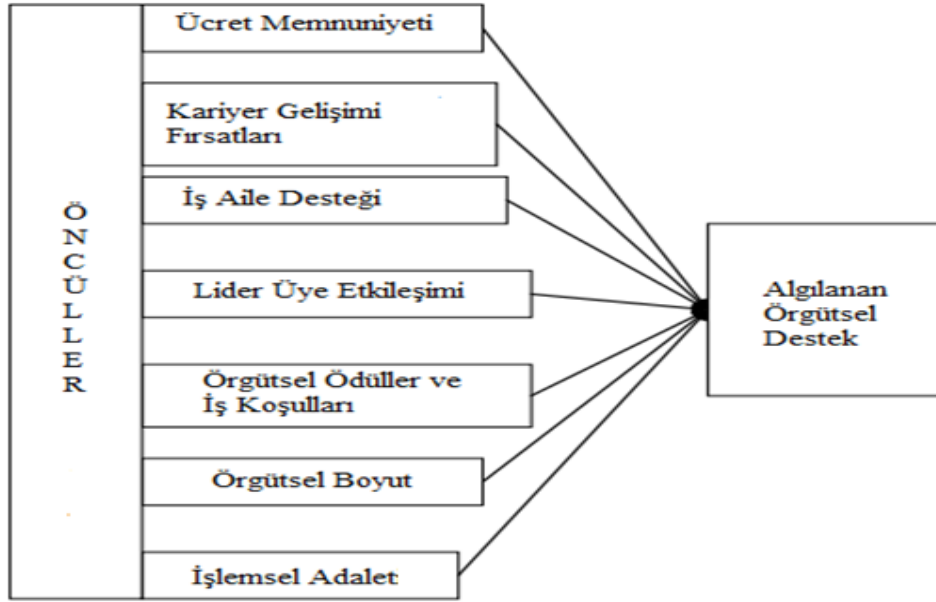 ÖNCÜLLER
Ücret Memnuniyeti
Kariyer Gelişimi
Fırsatları
İş Aile Desteği
Lider Üye Etkileşimi
Örgütsel Ödüller ve
İş Koşulları
Örgütsel Boyut
İşlemsel Adalet
Algılanan
Örgütsel
Destek